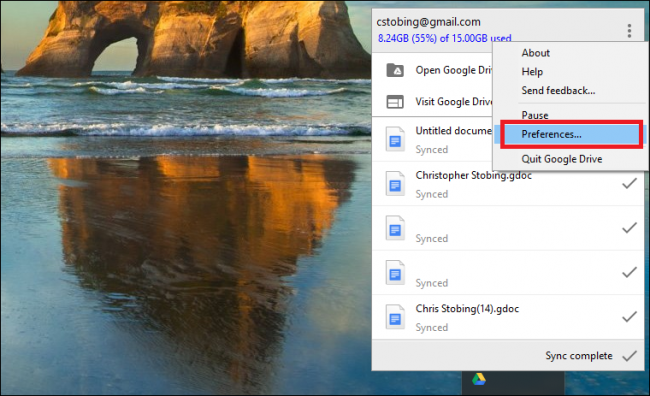 cstobing@gmail.com
8.24GB (55%) of 15.00GB used
About
Help
Send feedback...
Pause
Preferences...
Quit Google Drive
Open Google Driv
Visit Google Drive
Untitled docume
Synced
Christopher Stobing.gdoc
Synced
Synced
Synced
Chris Stobing(14).gdoc
Synced
Sync complete